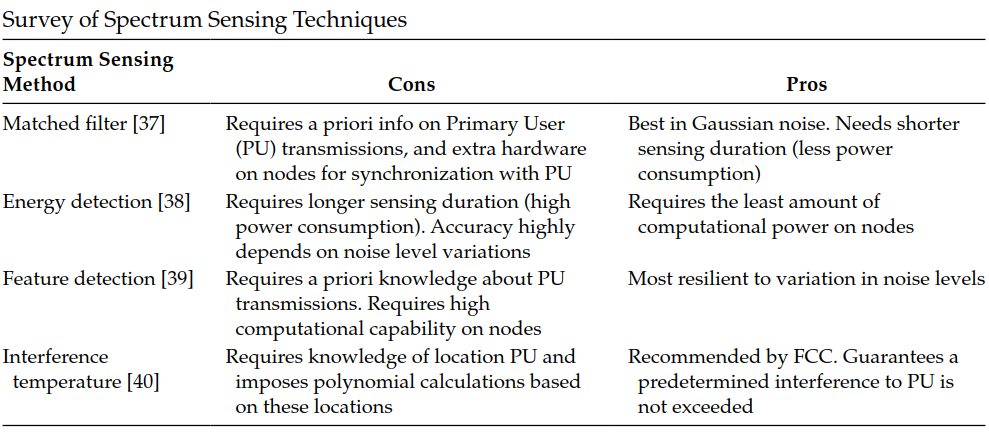 Survey of Spectrum Sensing Techniques
Spectrum Sensing
Method
Cons
Pros
Matched filter [37]
Requires a priori info on Primary User
(PU) transmissions, and extra hardware
on nodes for synchronization with PU
Best in Gaussian noise. Needs shorter
sensing duration (less power
consumption)
Energy detection [38]
Requires longer sensing duration (high
power consumption). Accuracy highly
depends on noise level variations
Requires the least amount of
computational power on nodes
Feature detection [39]
Requires a priori knowledge about PU
transmissions. Requires high
computational capability on nodes
Most resilient to variation in noise levels
Interference
temperature [40]
Requires knowledge of location PU and
imposes polynomial calculations based
on these locations
Recommended by FCC. Guarantees a
predetermined interference to PU is
not exceeded